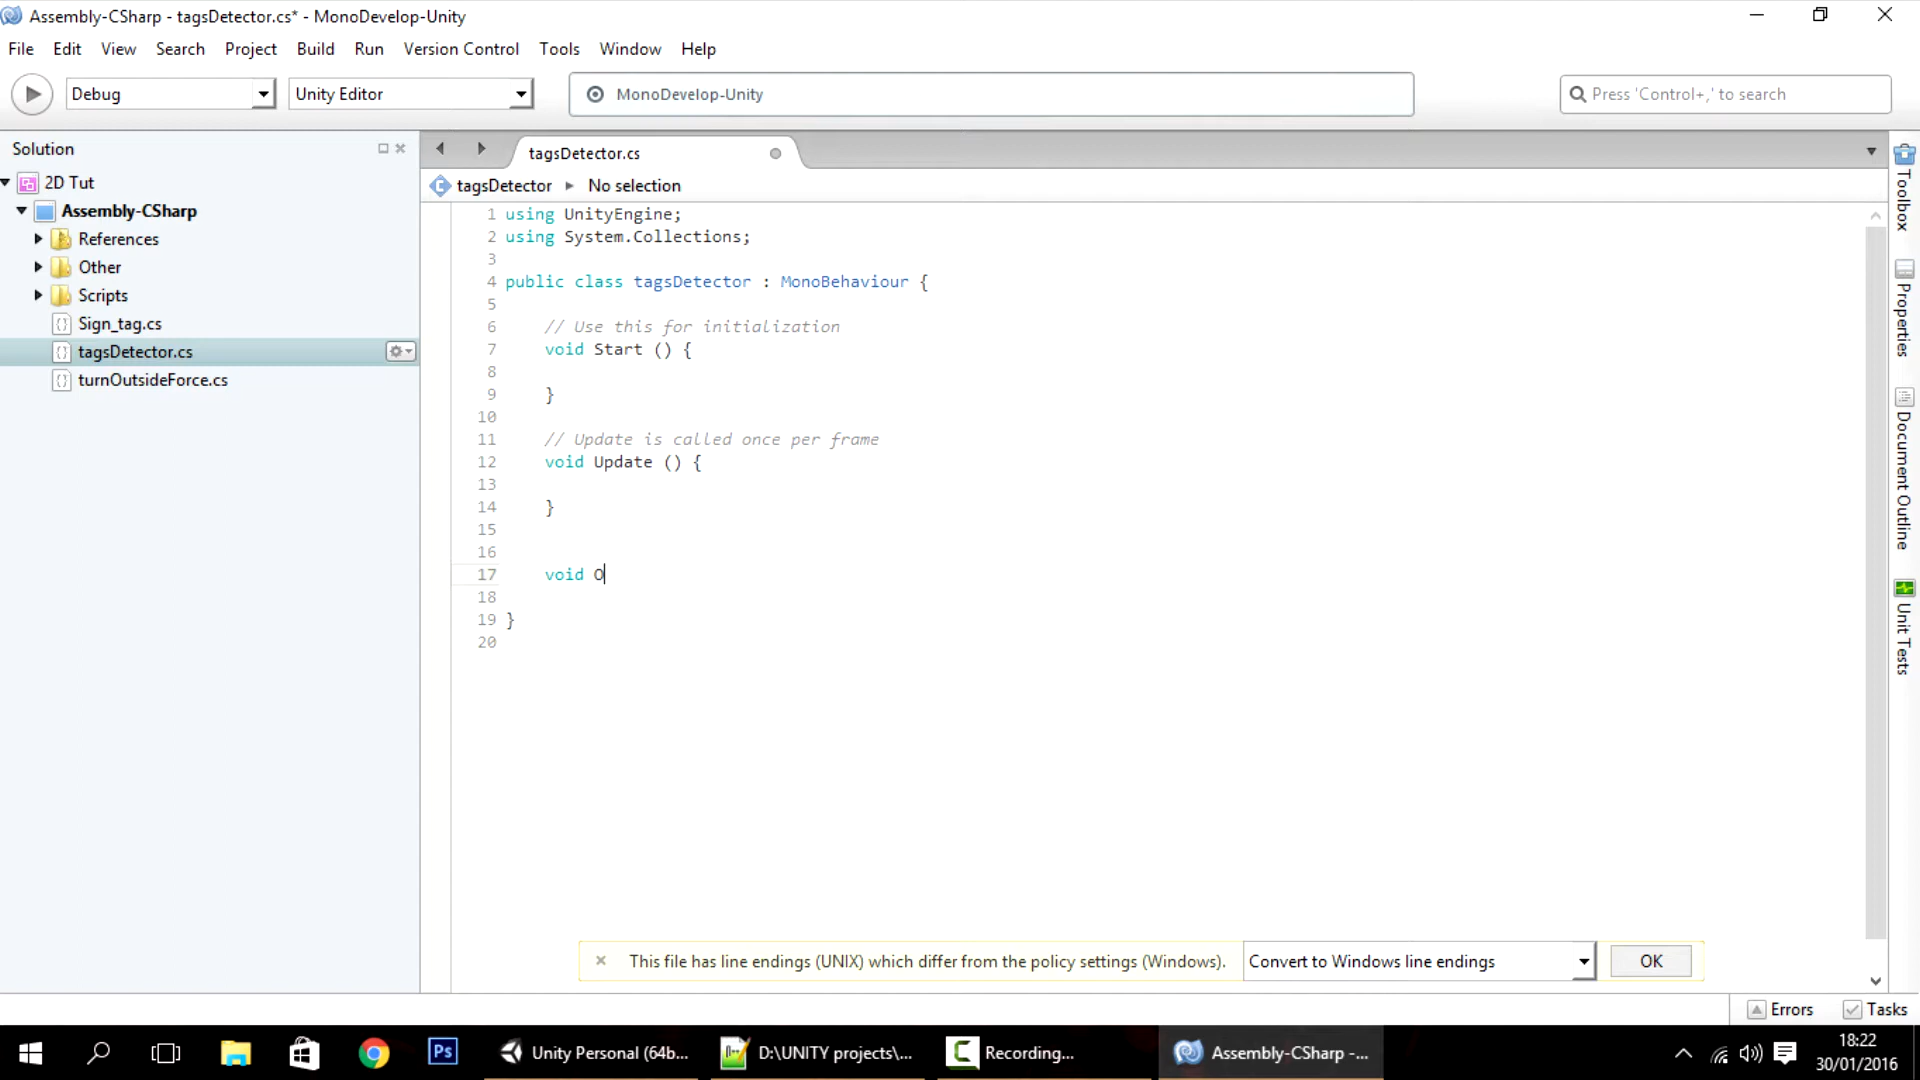 Assembly-CSharp - tagsDetector.cs* - MonoDevelop-Unity
File Edit View Search Project Build Run Version Control Tools Window Help
Debug Unity Editor MonoDevelop-Unity Press 'Control+,' to search
Solution
2D Tut
Assembly-CSharp
References
Other
Scripts
Sign_tag.cs
tagsDetector.cs
turnOutsideForce.cs
tagsDetector.cs
tagsDetector No selection
1 using UnityEngine;
2 using System.Collections;
3
4 public class tagsDetector : MonoBehaviour {
5
6 // Use this for initialization
7 void Start () {
8
9 }
10
11 // Update is called once per frame
12 void Update () {
13
14 }
15
16
17 void O
18
19 }
20
Toolbox
Properties
Document Outline
Unit Tests
This file has line endings (UNIX) which differ from the policy settings (Windows). Convert to Windows line endings OK
Errors Tasks
Ps Unity Personal (64b... D:\UNITY projects\... Recording... Assembly-CSharp -... 18:22
30/01/2016